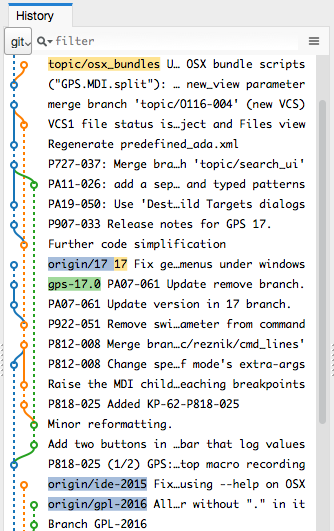 History
git filter
topic/osx_bundles U… OSX bundle scripts
("GPS.MDI.split"): … new_view parameter
merge branch 'topic/O116-004' (new VCS)
VCS1 file status is…ject and Files view
Regenerate predefined_ada.xml
P727-037: Merge bra…h 'topic/search_ui'
PA11-026: add a sep… and typed patterns
PA19-050: Use 'Dest…ild Targets dialogs
P907-033 Release notes for GPS 17.
Further code simplification
origin/17 17 Fix ge…menus under windows
gps-17.0 PA07-061 Update remove branch.
PA07-061 Update version in 17 branch.
P922-051 Remove swi…ameter from command
P812-008 Merge bran…c/reznik/cmd_lines'
P812-008 Change spe…f mode's extra-args
Raise the MDI child…eaching breakpoints
P818-025 Added KP-62-P818-025
Minor reformatting.
Add two buttons in …bar that log values
P818-025 (1/2) GPS:…top macro recording
origin/ide-2015 Fix…using --help on OSX
origin/gpl-2016 All…r without "." in it
Branch GPL-2016